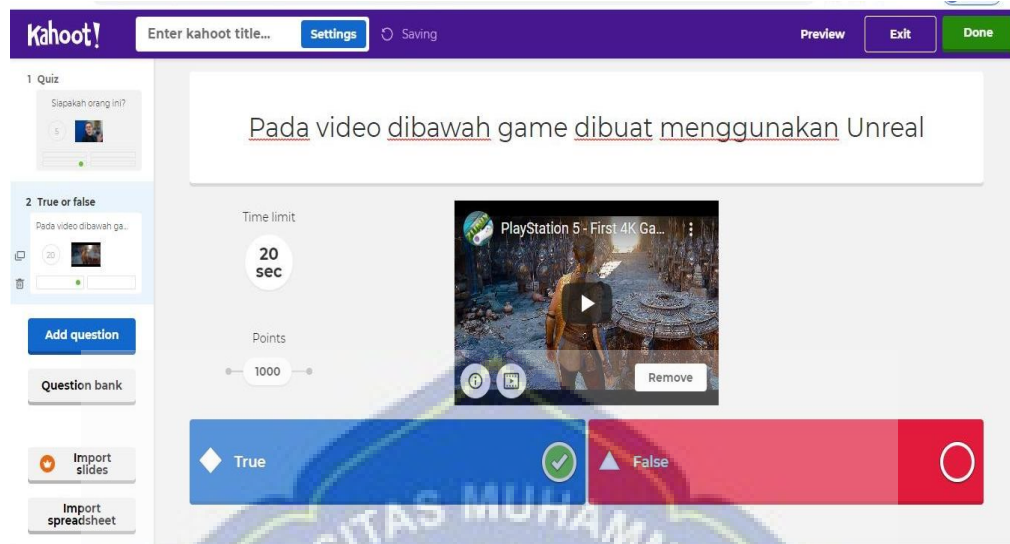 Kahoot!
Enter kahoot title...
Settings
Saving
Preview
Exit
Done
1 Quiz
Siapakah orang ini?
5
2 True or false
Pada video dibawah ga...
20
Add question
Question bank
Import slides
Import spreadsheet
Pada video dibawah game dibuat menggunakan Unreal
Time limit
20
sec
Points
1000
PlayStation 5 - First 4K Ga...
Remove
True
False
SITAS MUHAM